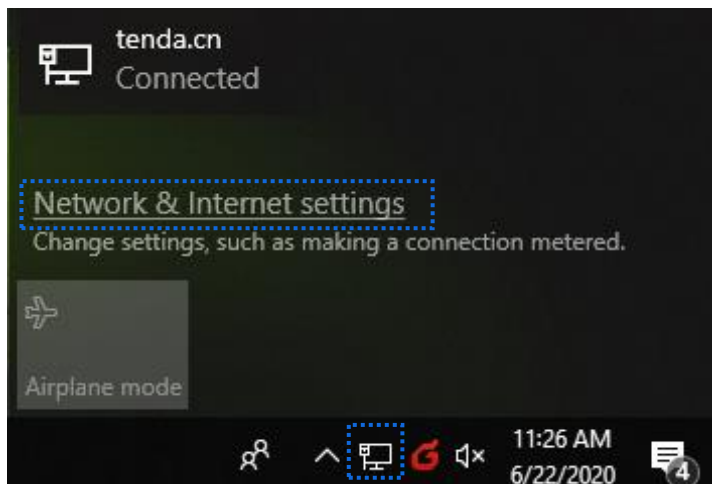 tenda.cn
Connected
Network & Internet settings
Change settings, such as making a connection metered.
Airplane mode
11:26 AM
6/22/2020
4